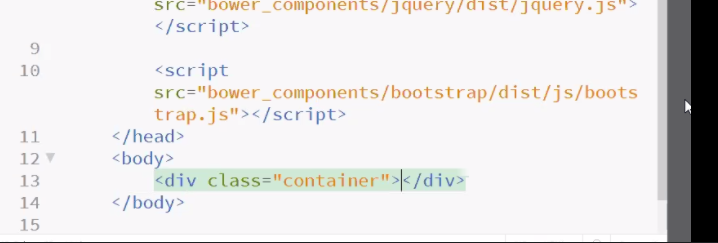 src="bower_components/jquery/dist/jquery.js">
</script>
9
10 <script
src="bower_components/bootstrap/dist/js/boots
trap.js"></script>
11 </head>
12 <body>
13 <div class="container"></div>
14 </body>
15